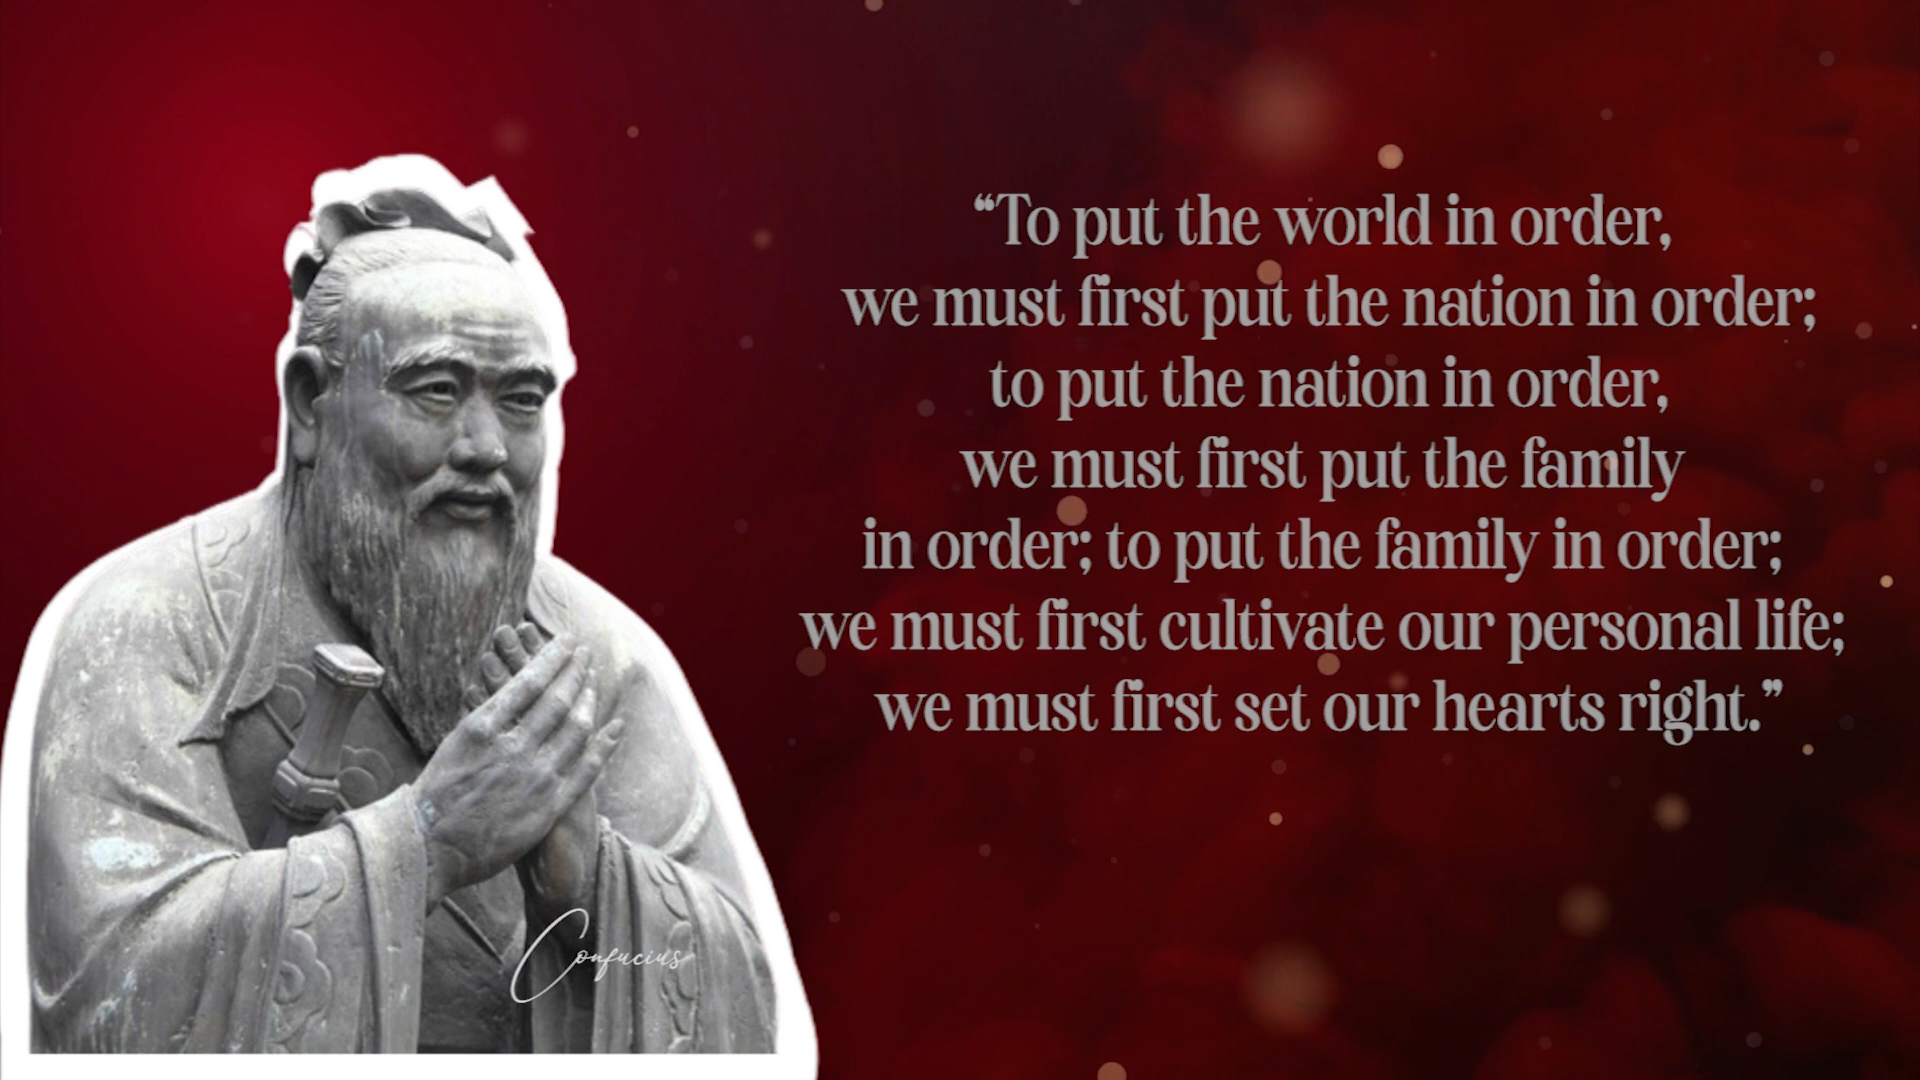 “To put the world in order,
we must first put the nation in order;
to put the nation in order,
we must first put the family
in order; to put the family in order;
we must first cultivate our personal life;
we must first set our hearts right.”
Confucius